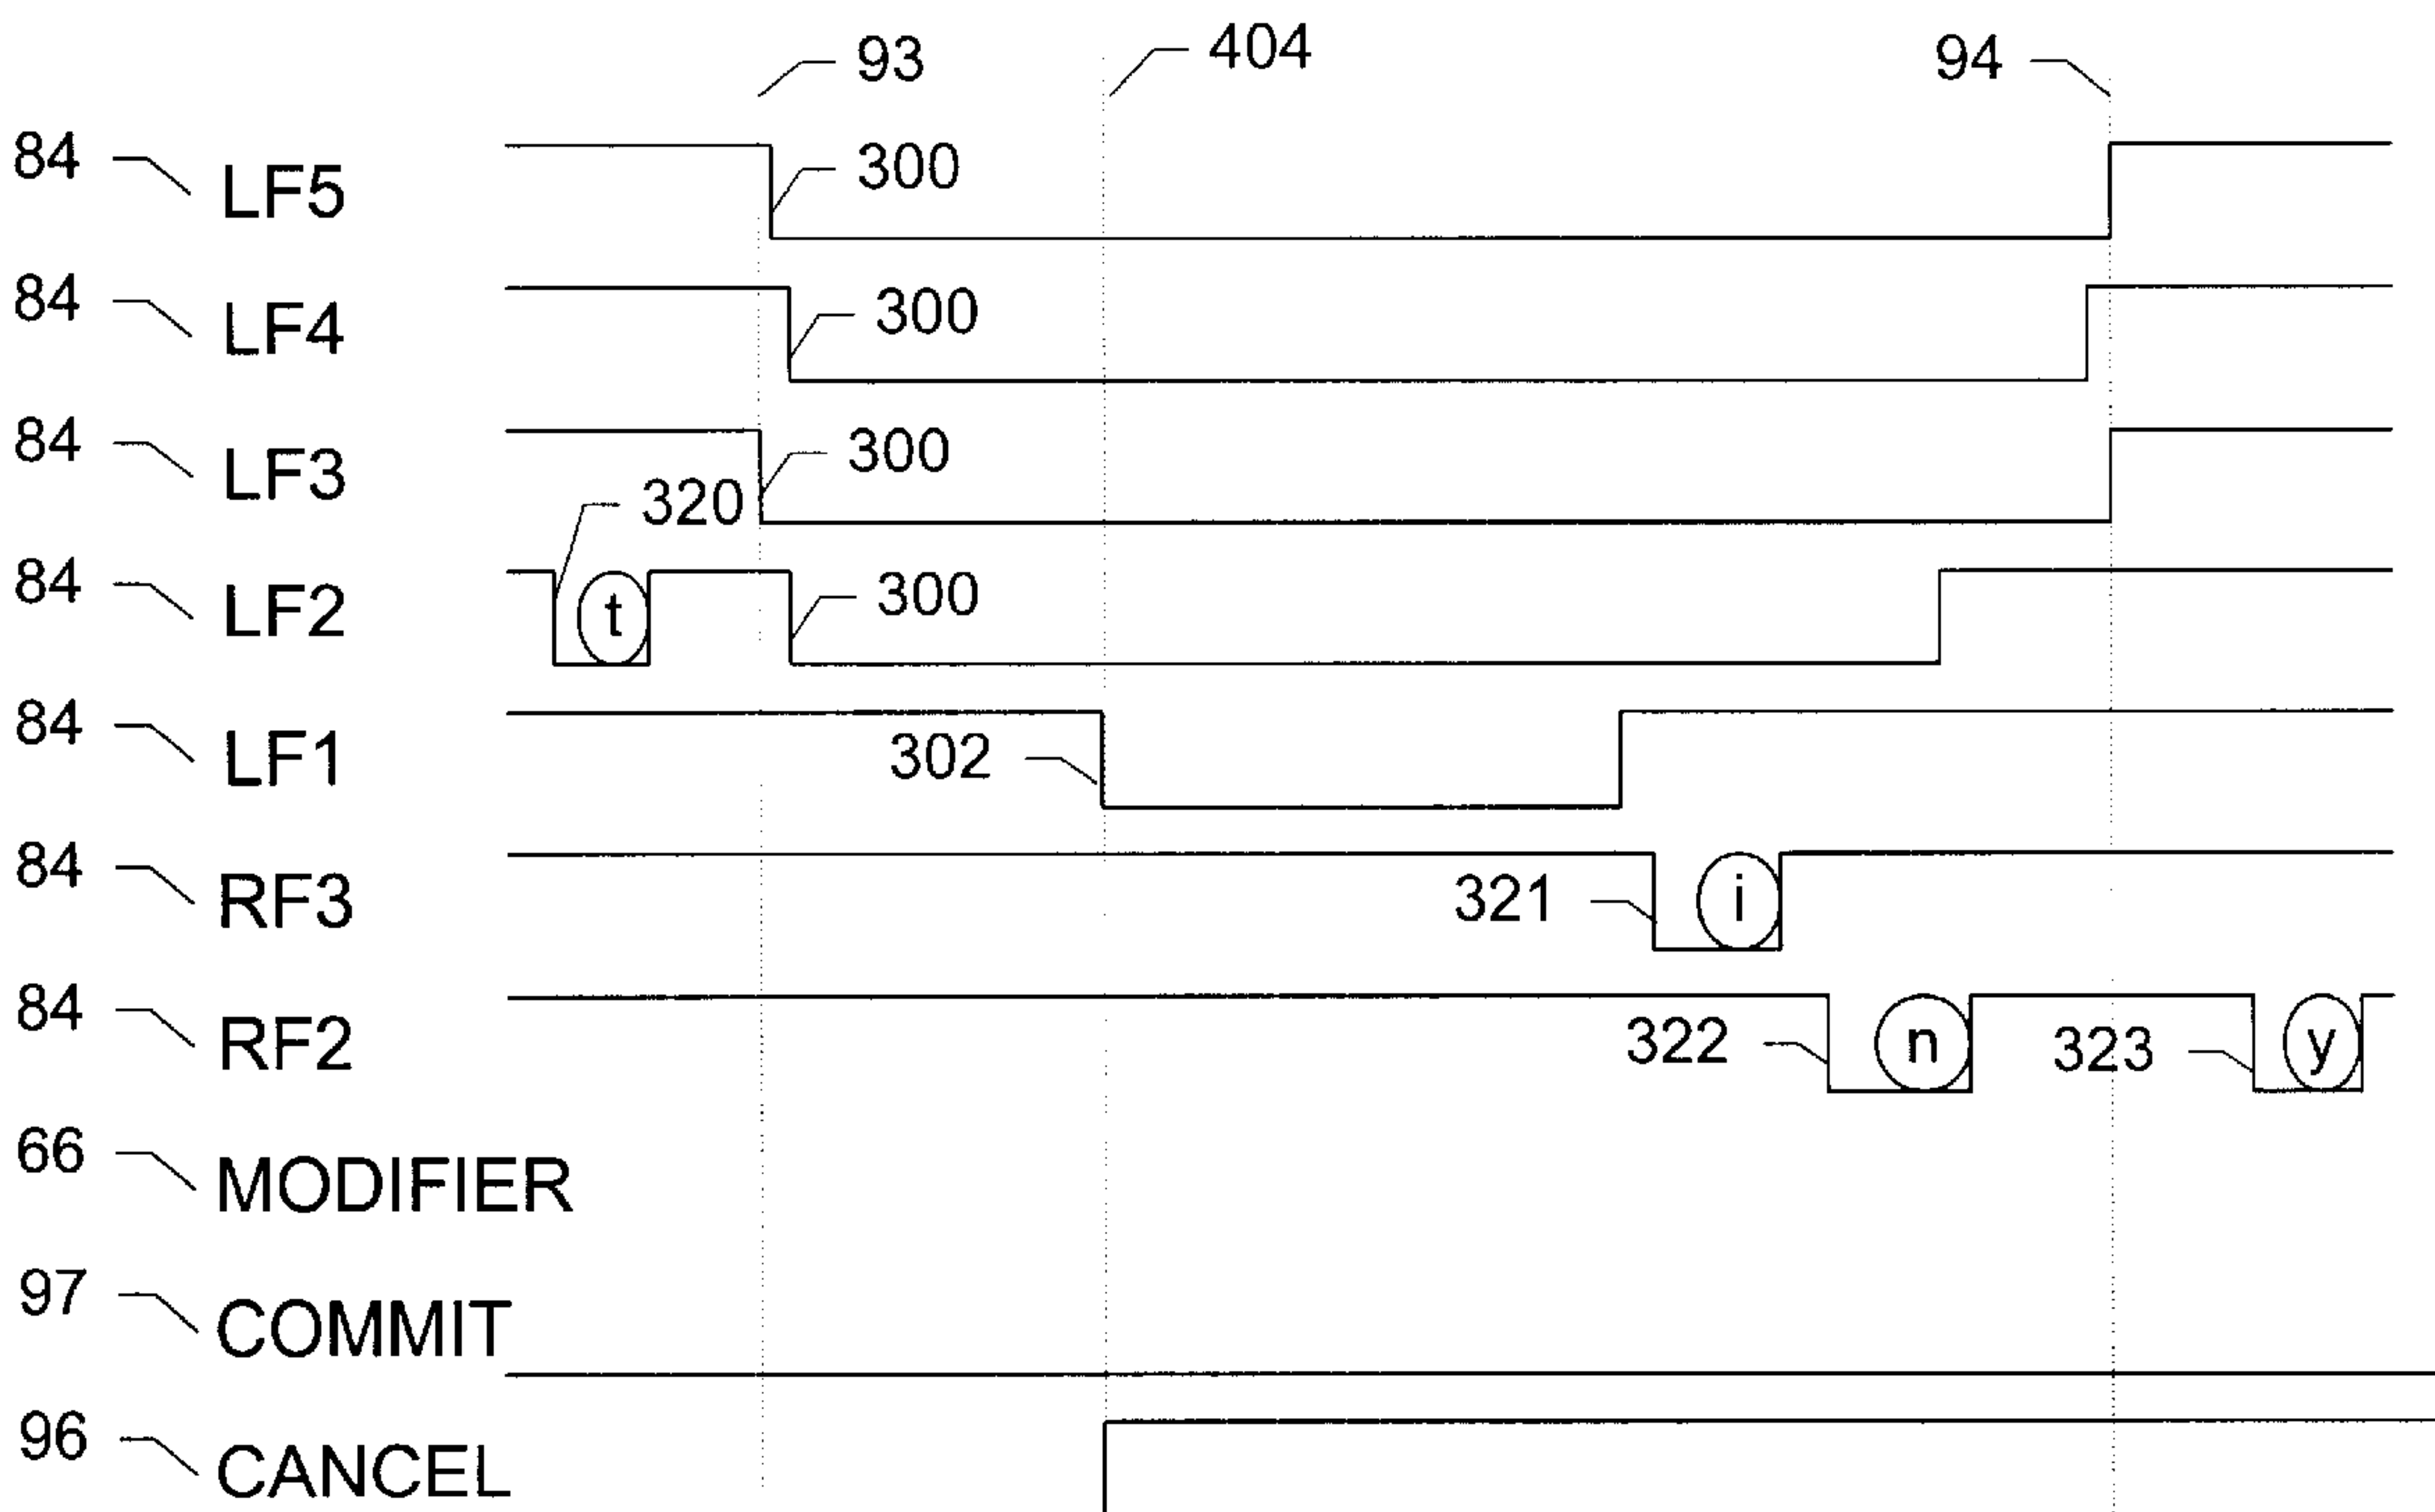 93 404 94
84 LF5 300
84 LF4 300
84 LF3 300
320
84 LF2 t 300
84 LF1 302
84 RF3 321 i
84 RF2 322 n 323 y
66 MODIFIER
97 COMMIT
96 CANCEL